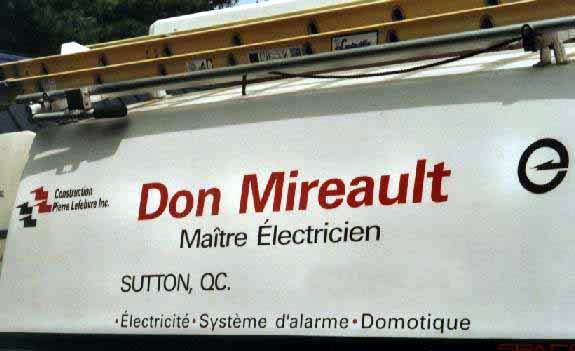 Construction
Pierre Lefebvre Inc.
Don Mireault
Maître Électricien
SUTTON, QC.
·Électricité·Système d'alarme·Domotique